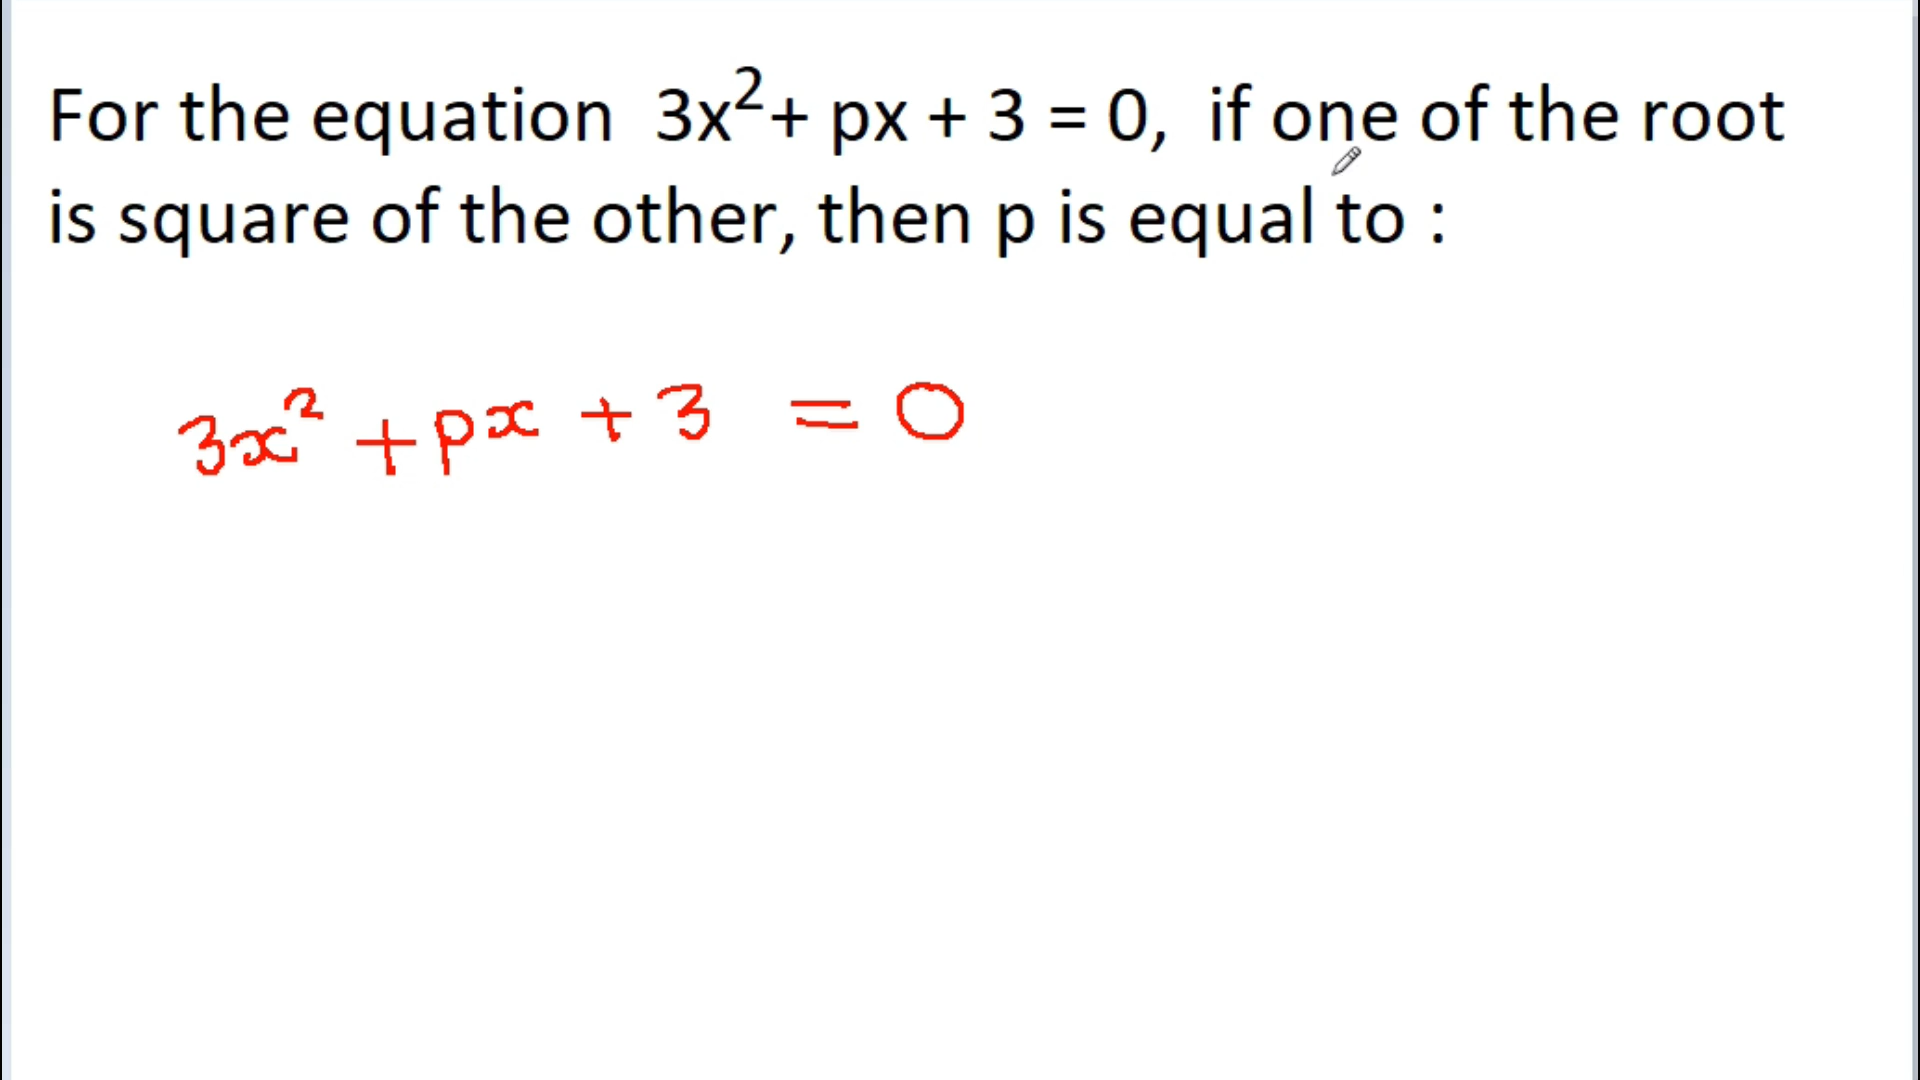 For the equation 3x²+ px + 3 = 0, if one of the root
is square of the other, then p is equal to :
3x² + px + 3 = 0